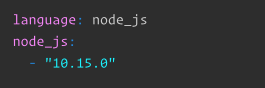 language: node_js
node_js:
  - "10.15.0"